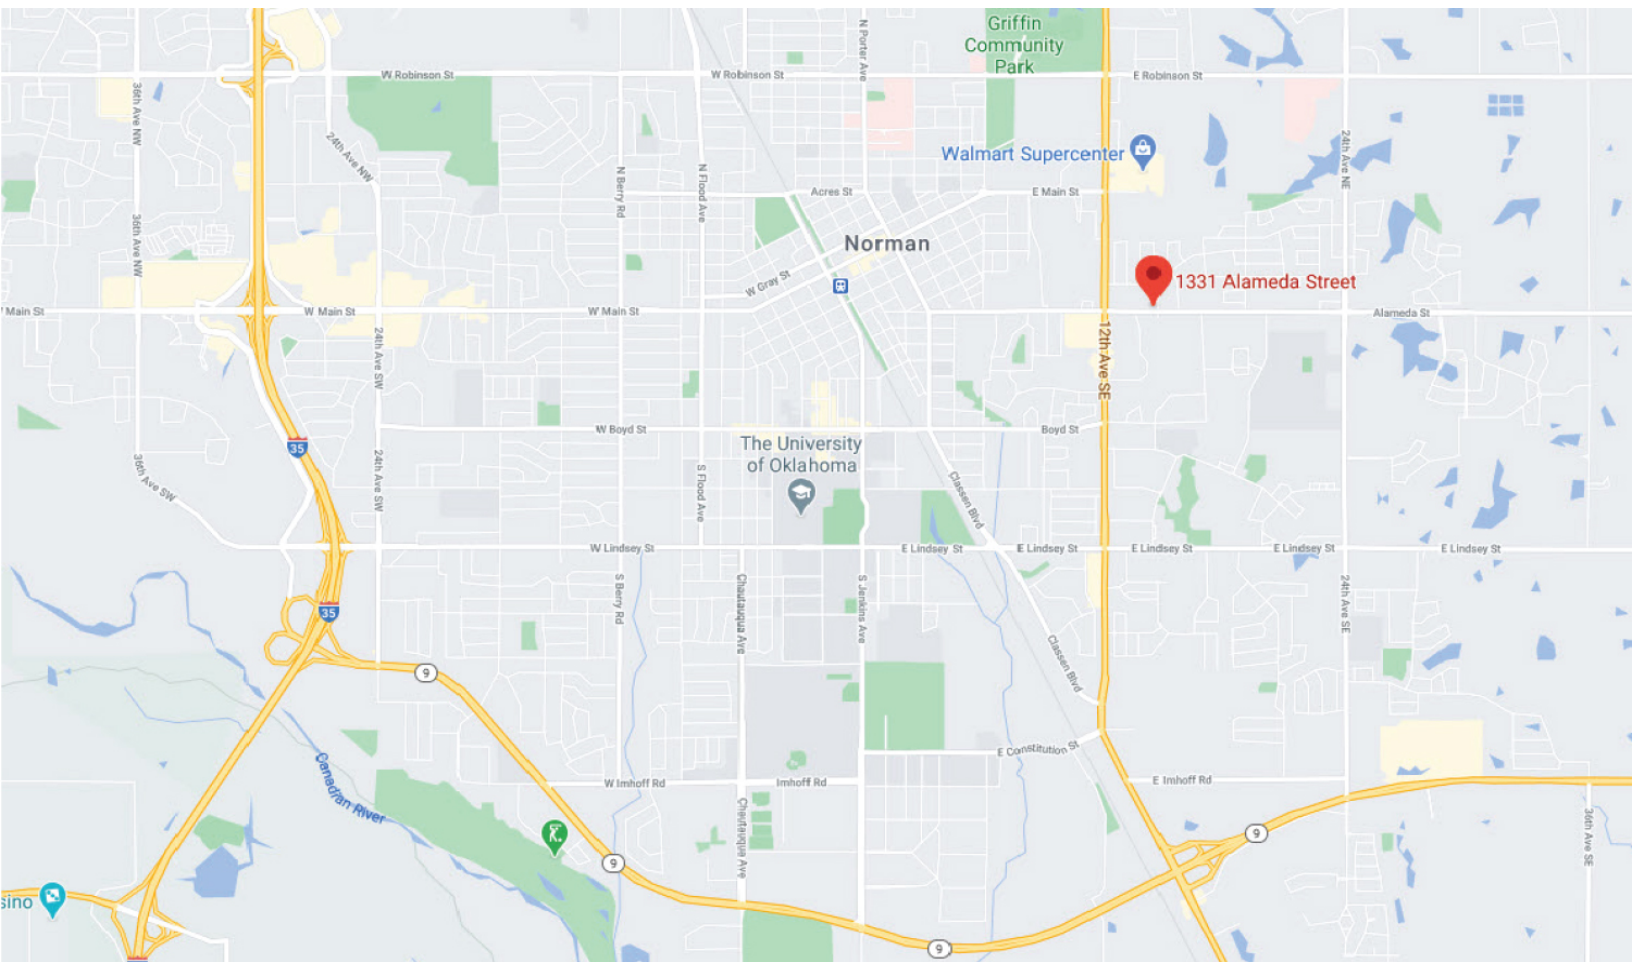 Griffin
Community
Park
N Porter Ave
W Robinson St
W Robinson St
E Robinson St
36th Ave NW
24th Ave NW
Walmart Supercenter
24th Ave NE
N Berry Rd
N Flood Ave
Acres St
E Main St
36th Ave NW
Norman
W Gray St
1331 Alameda Street
Main St
W Main St
W Main St
Alameda St
24th Ave SW
12th Ave SE
W Boyd St
Boyd St
The University
of Oklahoma
35
36th Ave SW
24th Ave SW
S Flood Ave
Classen Blvd
W Lindsey St
E Lindsey St
E Lindsey St
E Lindsey St
E Lindsey St
E Lindsey St
S Berry Rd
Chautauqua Ave
S Jenkins Ave
24th Ave SE
35
Classen Blvd
9
E Constitution St
Canadian River
W Imhoff Rd
Imhoff Rd
E Imhoff Rd
Chautauqua Ave
36th Ave SE
9
9
sino
9